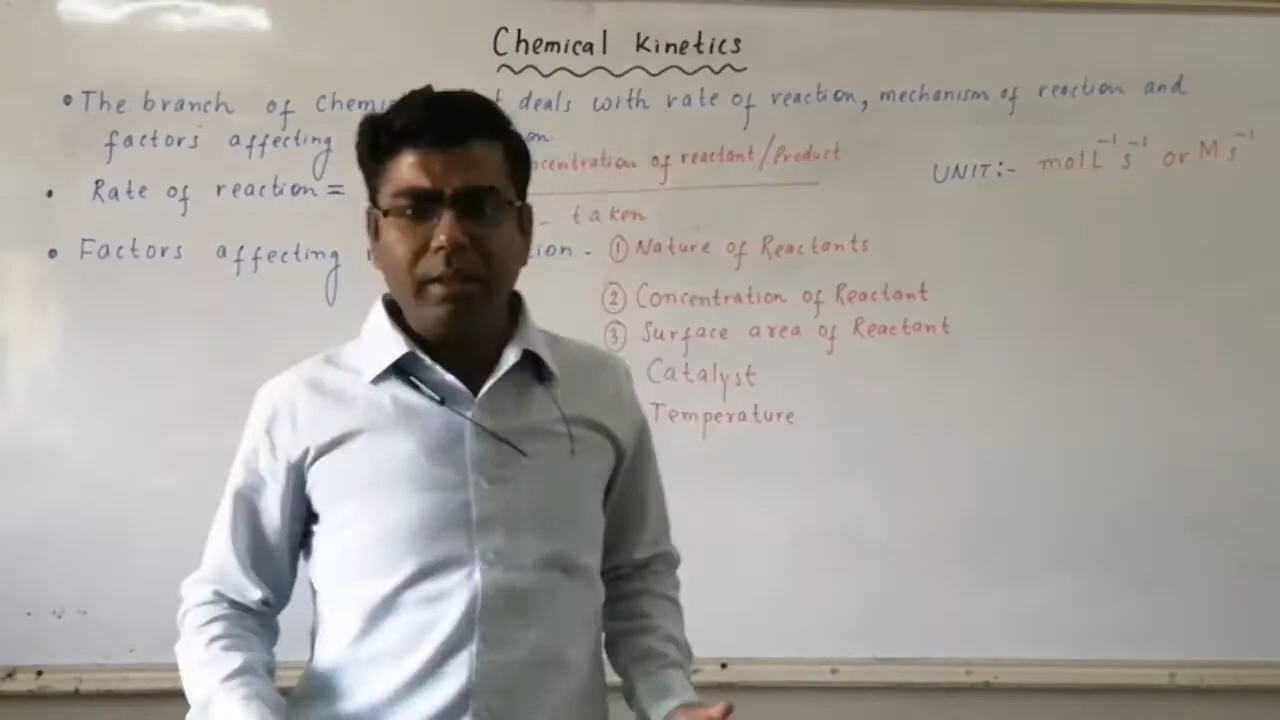 Chemical Kinetics
• The branch of deals with rate of reaction, mechanism of reaction and
factors affecting
concentration of reactant/Product
UNIT:- mol L⁻¹ s⁻¹ or M s⁻¹
• Rate of reaction =
taken
• Factors affecting - ① Nature of Reactants
② Concentration of Reactant
③ Surface area of Reactant
Catalyst
Temperature